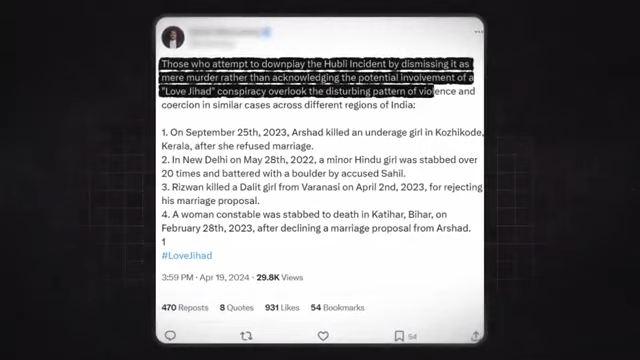 Those who attempt to downplay the Hubli Incident by dismissing it as
mere murder rather than acknowledging the potential involvement of a
"Love Jihad" conspiracy overlook the disturbing pattern of violence and
coercion in similar cases across different regions of India:
1. On September 25th, 2023, Arshad killed an underage girl in Kozhikode,
Kerala, after she refused marriage.
2. In New Delhi on May 28th, 2022, a minor Hindu girl was stabbed over
20 times and battered with a boulder by accused Sahil.
3. Rizwan killed a Dalit girl from Varanasi on April 2nd, 2023, for rejecting
his marriage proposal.
4. A woman constable was stabbed to death in Katihar, Bihar, on
February 28th, 2023, after declining a marriage proposal from Arshad.
1
#LoveJihad
3:59 PM · Apr 19, 2024 · 29.8K Views
470 Reposts 8 Quotes 931 Likes 54 Bookmarks
54